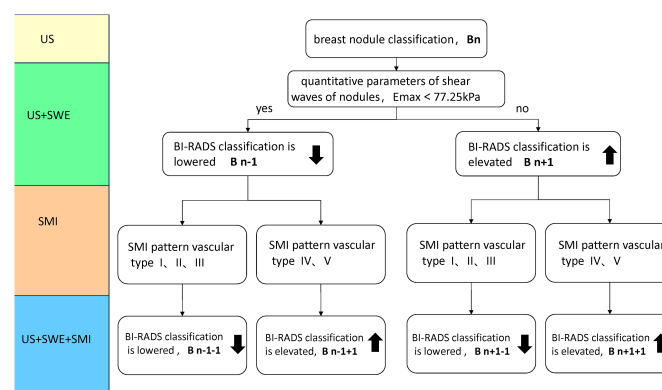 US
breast nodule classification，Bn
quantitative parameters of shear
waves of nodules，Emax < 77.25kPa
yes
no
US+SWE
BI-RADS classification is
lowered B n-1
BI-RADS classification is
elevated B n+1
SMI
SMI pattern vascular
type I、II、III
SMI pattern vascular
type IV、V
SMI pattern vascular
type I、II、III
SMI pattern vascular
type IV、V
US+SWE+SMI
BI-RADS classification
is lowered , B n-1-1
BI-RADS classification
is elevated, B n-1+1
BI-RADS classification
is lowered , B n+1-1
BI-RADS classification
is elevated, B n+1+1